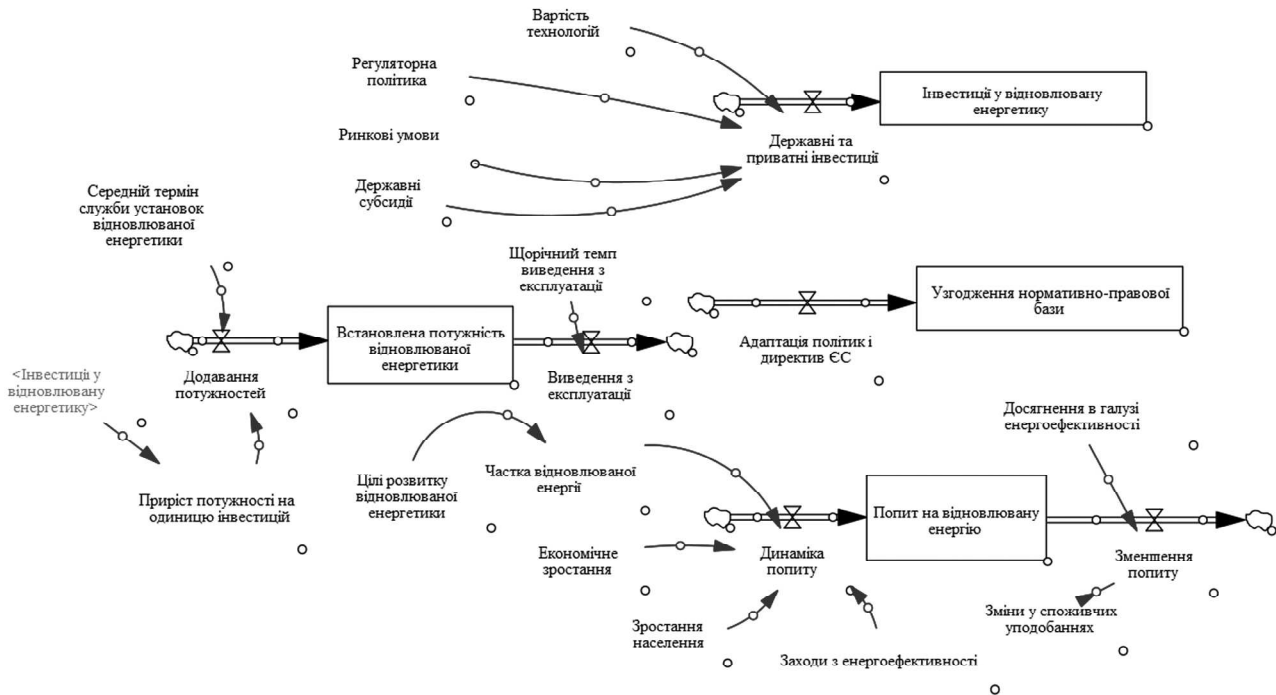 Вартість
технологій
Регуляторна
політика
Інвестиції у відновлювану
енергетику
Ринкові умови
Державні та
приватні інвестиції
Державні
субсидії
Середній термін
служби установок
відновлюваної
енергетики
Щорічний темп
виведення з
експлуатації
Узгодження нормативно-правової
бази
Встановлена потужність
відновлюваної
енергетики
Адаптація політик і
директив ЄС
<Інвестиції у
відновлювану
енергетику>
Додавання
потужностей
Виведення з
експлуатації
Досягнення в галузі
енергоефективності
Цілі розвитку
відновлюваної
енергетики
Частка відновлюваної
енергії
Приріст потужності на
одиницю інвестицій
Попит на відновлювану
енергію
Економічне
зростання
Динаміка
попиту
Зменшення
попиту
Зростання
населення
Зміни у споживчих
уподобаннях
Заходи з енергоефективності